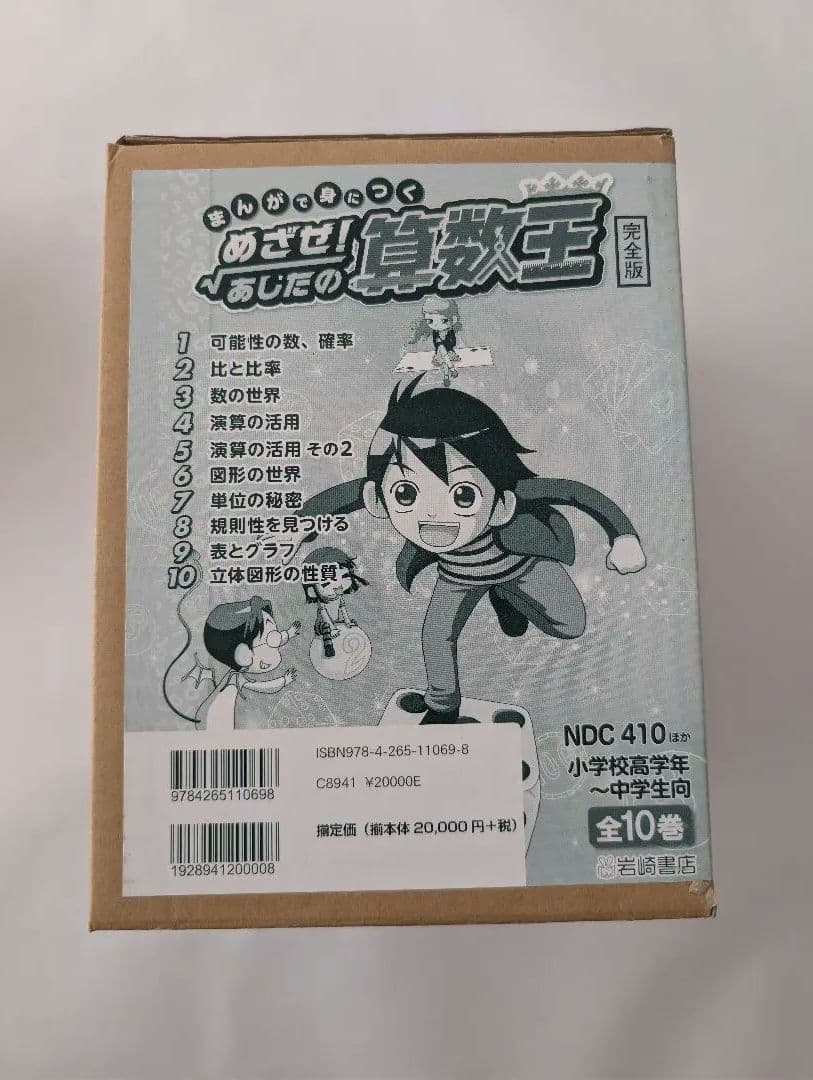 まんがで身につく
めざせ!
あしたの
算数王
完全版
1 可能性の数、確率
2 比と比率
3 数の世界
4 演算の活用
5 演算の活用 その2
6 図形の世界
7 単位の秘密
8 規則性を見つける
9 表とグラフ
10 立体図形の性質
2
NDC 410 ほか
小学校高学年
〜中学生向
全10巻
岩崎書店
ISBN978-4-265-11069-8
C8941 ¥20000E
揃定価(揃本体 20,000円+税)
9784265110698
1928941200008